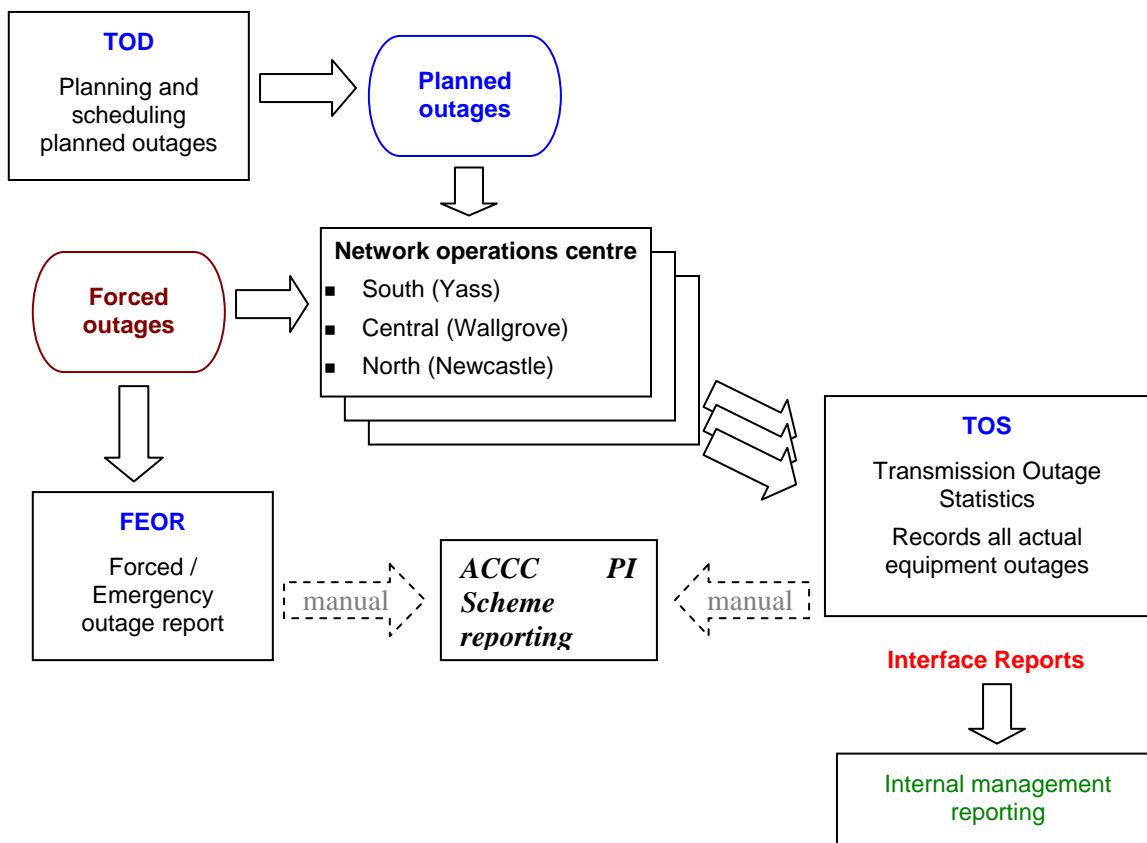 TOD
Planning and
scheduling
planned outages
Planned
outages
Network operations centre
▪ South (Yass)
▪ Central (Wallgrove)
▪ North (Newcastle)
Forced
outages
TOS
Transmission Outage
Statistics
Records all actual
equipment outages
FEOR
Forced /
Emergency
outage report
manual
ACCC PI
Scheme
reporting
manual
Interface Reports
Internal management
reporting